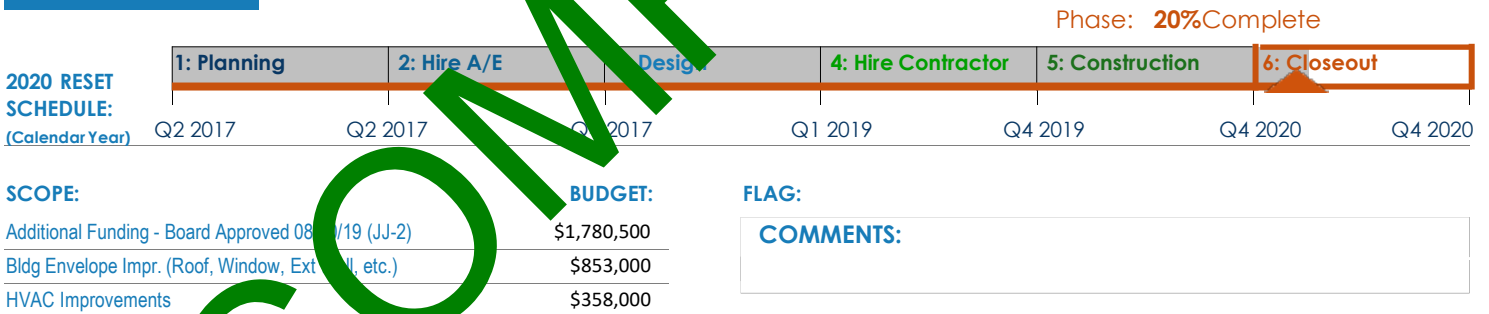 Phase: 20%Complete
1: Planning 2: Hire A/E Design 4: Hire Contractor 5: Construction 6: Closeout
2020 RESET
SCHEDULE:
(Calendar Year)
Q2 2017 Q2 2017 2017 Q1 2019 Q4 2019 Q4 2020 Q4 2020
SCOPE: BUDGET: FLAG:
Additional Funding - Board Approved /19 (JJ-2) $1,780,500
COMMENTS:
Bldg Envelope Impr. (Roof, Window, Ext etc.) $853,000
HVAC Improvements $358,000